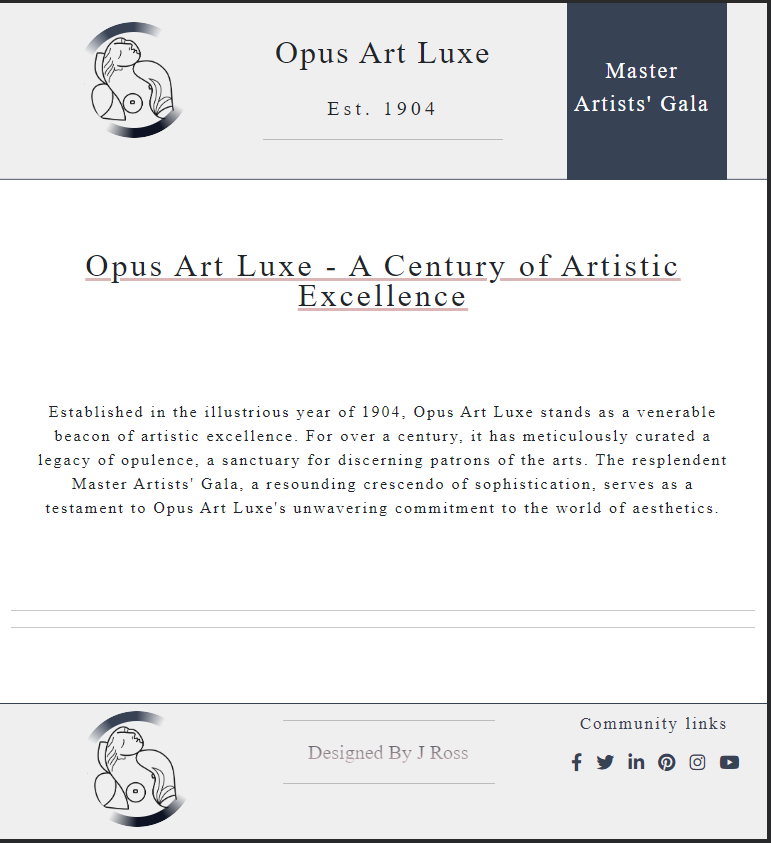 Opus Art Luxe
Est. 1904
Master
Artists' Gala
Opus Art Luxe - A Century of Artistic
Excellence
Established in the illustrious year of 1904, Opus Art Luxe stands as a venerable
beacon of artistic excellence. For over a century, it has meticulously curated a
legacy of opulence, a sanctuary for discerning patrons of the arts. The resplendent
Master Artists' Gala, a resounding crescendo of sophistication, serves as a
testament to Opus Art Luxe's unwavering commitment to the world of aesthetics.
Designed By J Ross
Community links